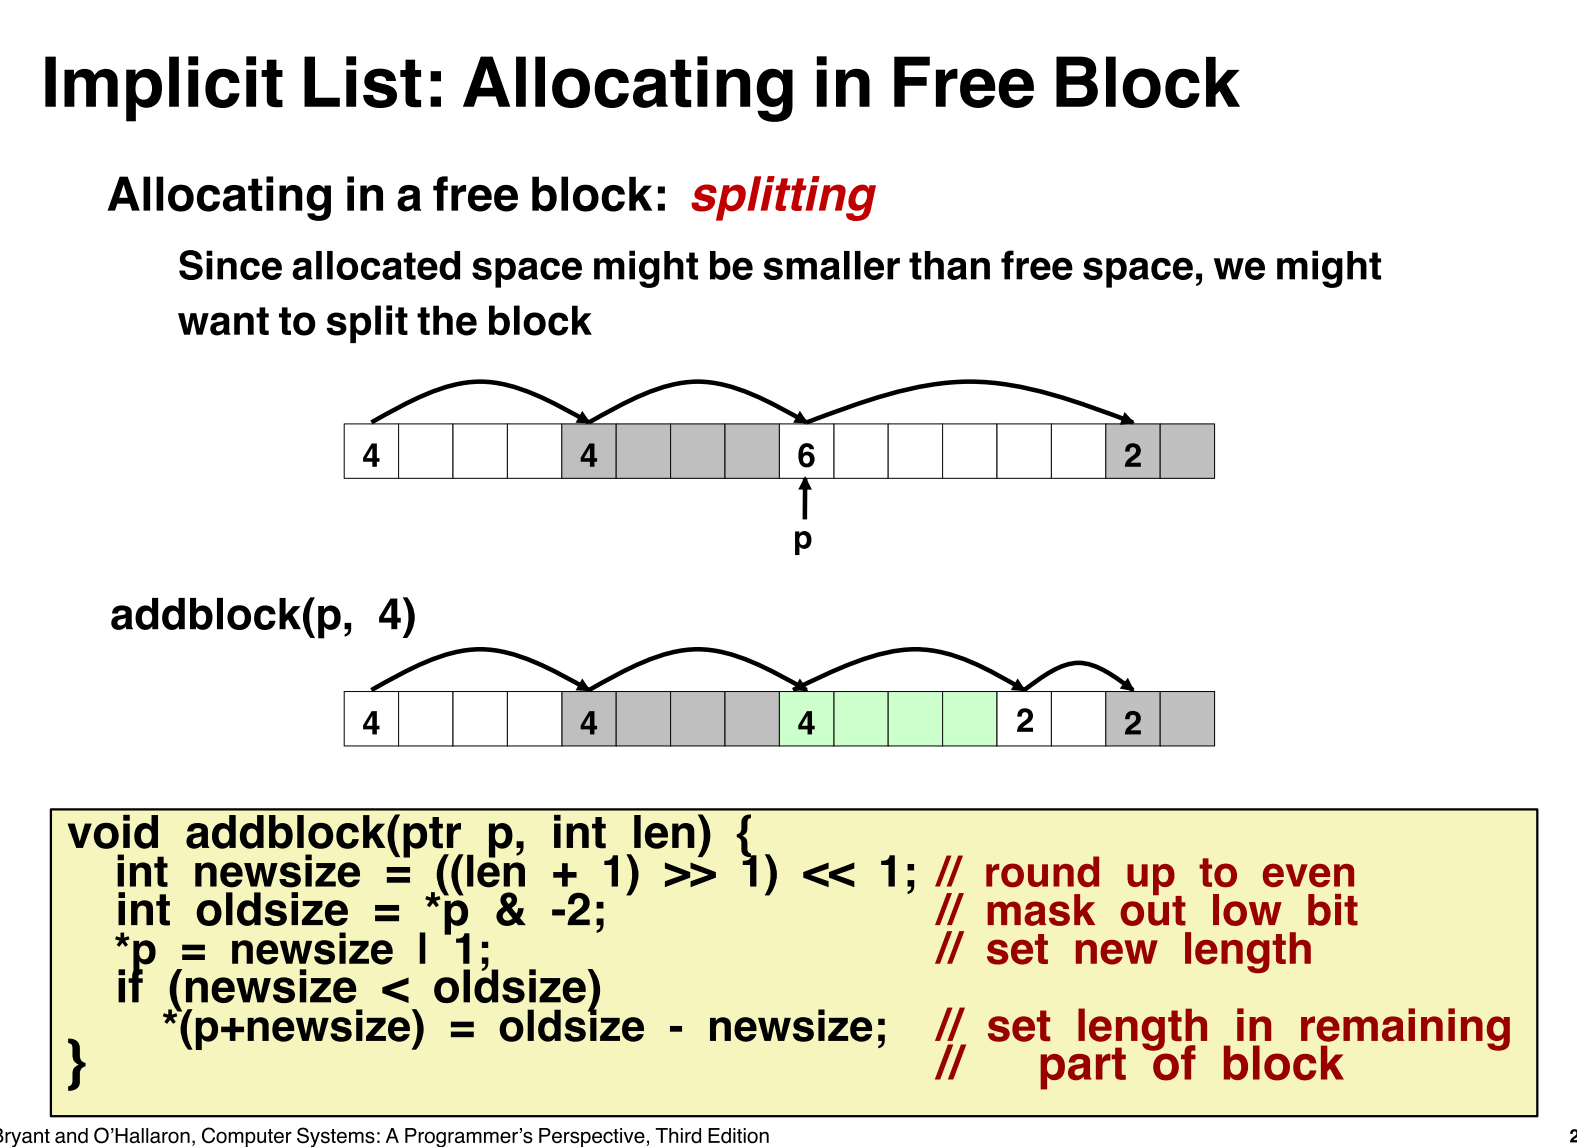 Implicit List: Allocating in Free Block
Allocating in a free block: splitting
Since allocated space might be smaller than free space, we might
want to split the block
4 4 6 2
p
addblock(p, 4)
4 4 4 2 2
void addblock(ptr p, int len) {
int newsize = ((len + 1) >> 1) << 1; // round up to even
int oldsize = *p & -2; // mask out low bit
*p = newsize | 1; // set new length
if (newsize < oldsize)
*(p+newsize) = oldsize - newsize; // set length in remaining
} // part of block
Bryant and O'Hallaron, Computer Systems: A Programmer's Perspective, Third Edition 2